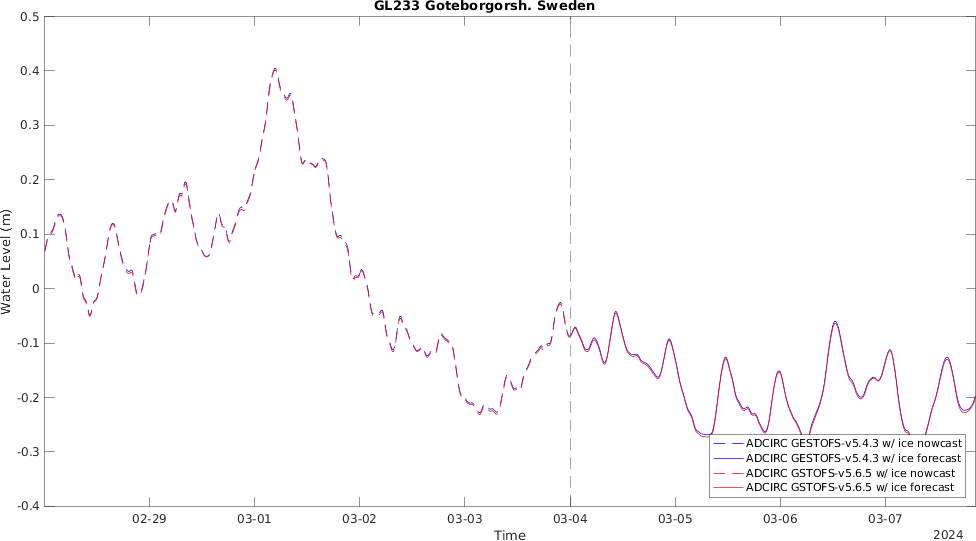 GL233 Goteborgorsh. Sweden
0.5
0.4
0.3
0.2
0.1
0
-0.1
-0.2
-0.3
-0.4
Water Level (m)
ADCIRC GESTOFS-v5.4.3 w/ ice nowcast
ADCIRC GESTOFS-v5.4.3 w/ ice forecast
ADCIRC GSTOFS-v5.6.5 w/ ice nowcast
ADCIRC GSTOFS-v5.6.5 w/ ice forecast
02-29 03-01 03-02 03-03 03-04 03-05 03-06 03-07
Time
2024